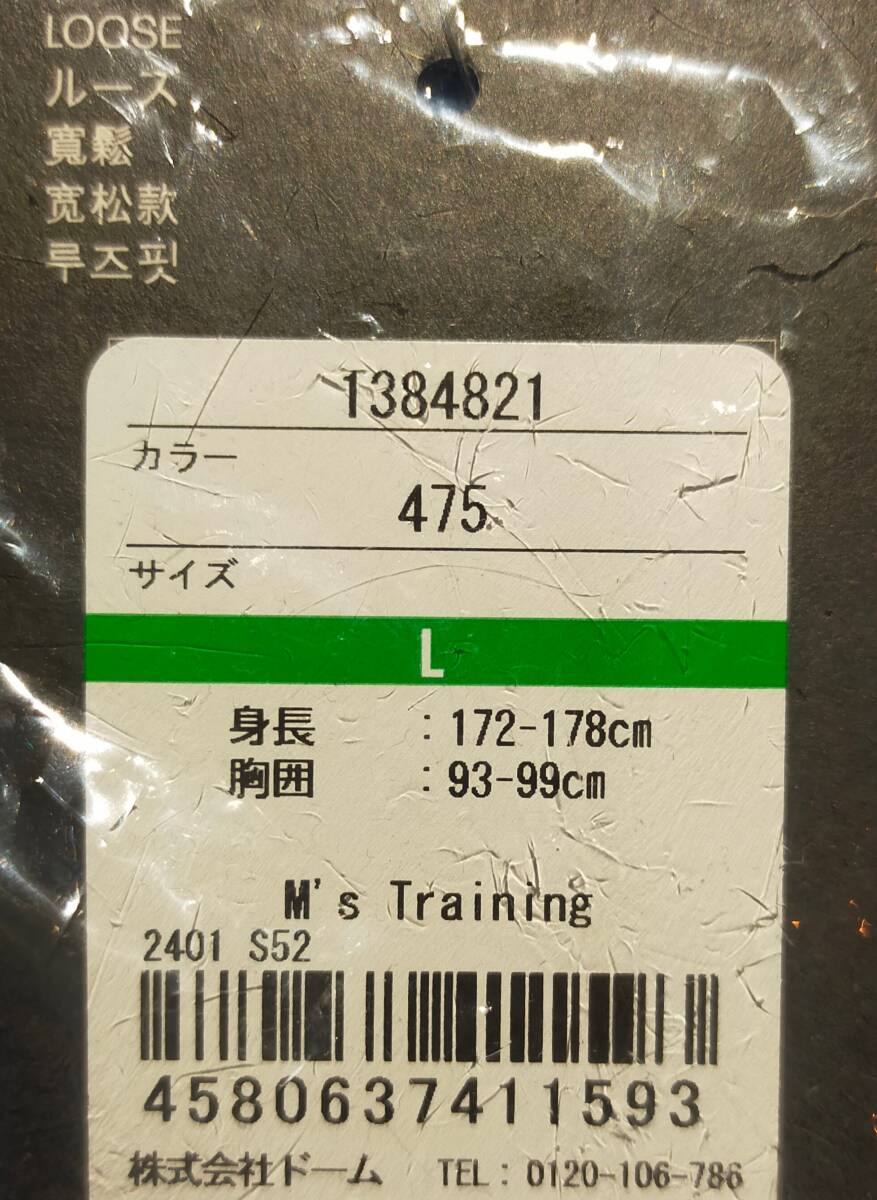 LOOSE
ルーズ
寬鬆
宽松款
루즈핏
1384821
カラー
475
サイズ
L
身長 : 172-178cm
胸囲 : 93-99cm
M's Training
2401 S52
4580637411593
株式会社ドーム TEL: 0120-106-786